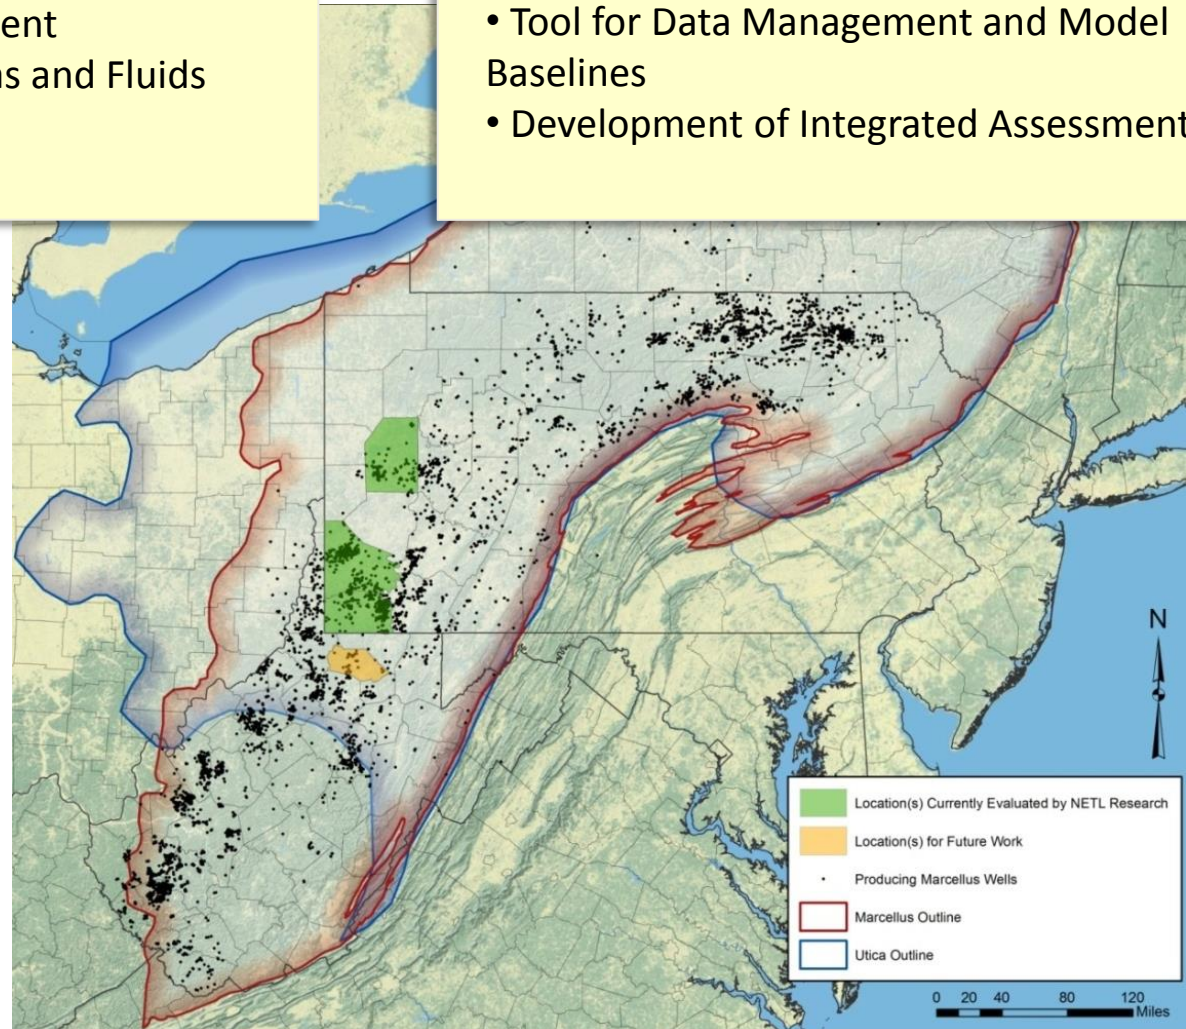 ent
s and Fluids
• Tool for Data Management and Model
Baselines
• Development of Integrated Assessment
N
Location(s) Currently Evaluated by NETL Research
Location(s) for Future Work
Producing Marcellus Wells
Marcellus Outline
Utica Outline
0 20 40 80 120
Miles